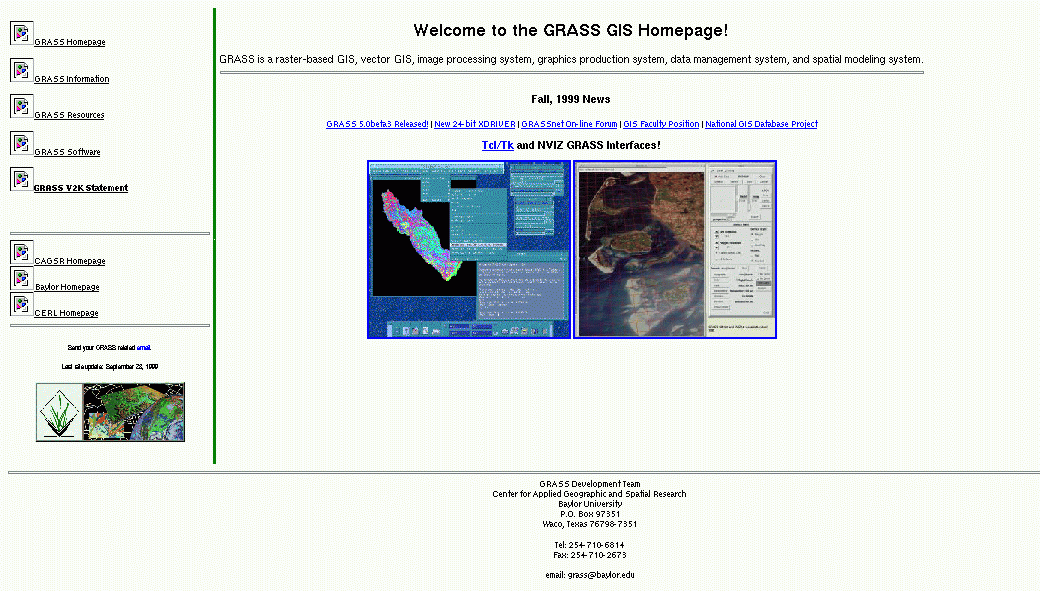 GRASS Homepage
GRASS Information
GRASS Resources
GRASS Software
GRASS Y2K Statement
CAGSR Homepage
Baylor Homepage
CERL Homepage
Send your GRASS related email.
Last site update: September 28, 1999
Welcome to the GRASS GIS Homepage!
GRASS is a raster-based GIS, vector GIS, image processing system, graphics production system, data management system, and spatial modeling system.
Fall, 1999 News
GRASS 5.0beta3 Released! | New 24-bit XDRIVER | GRASSnet On-line Forum | GIS Faculty Position | National GIS Database Project
Tcl/Tk and NVIZ GRASS Interfaces!
GRASS Development Team
Center for Applied Geographic and Spatial Research
Baylor University
P.O. Box 97351
Waco, Texas 76798-7351
Tel: 254-710-6814
Fax: 254-710-2673
email: grass@baylor.edu